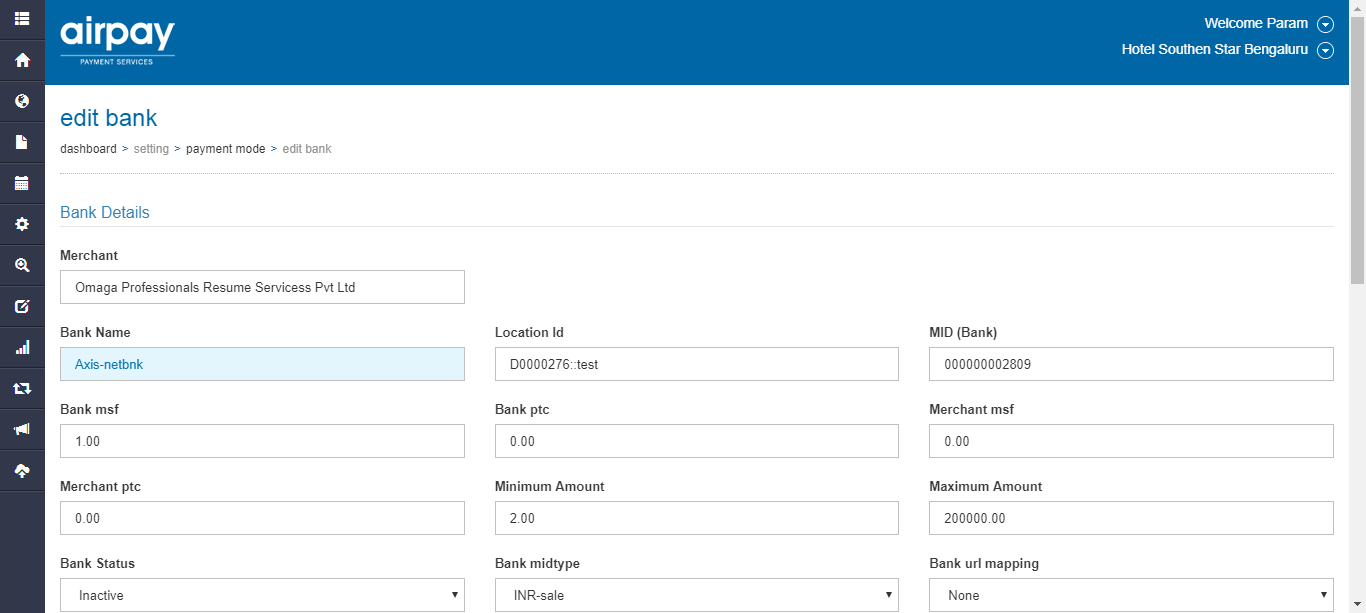 airpay
PAYMENT SERVICES
Welcome Param
Hotel Southen Star Bengaluru
edit bank
dashboard > setting > payment mode > edit bank
Bank Details
Merchant
Omaga Professionals Resume Servicess Pvt Ltd
Bank Name Location Id MID (Bank)
Axis-netbnk D0000276::test 000000002809
Bank msf Bank ptc Merchant msf
1.00 0.00 0.00
Merchant ptc Minimum Amount Maximum Amount
0.00 2.00 200000.00
Bank Status Bank midtype Bank url mapping
Inactive INR-sale None